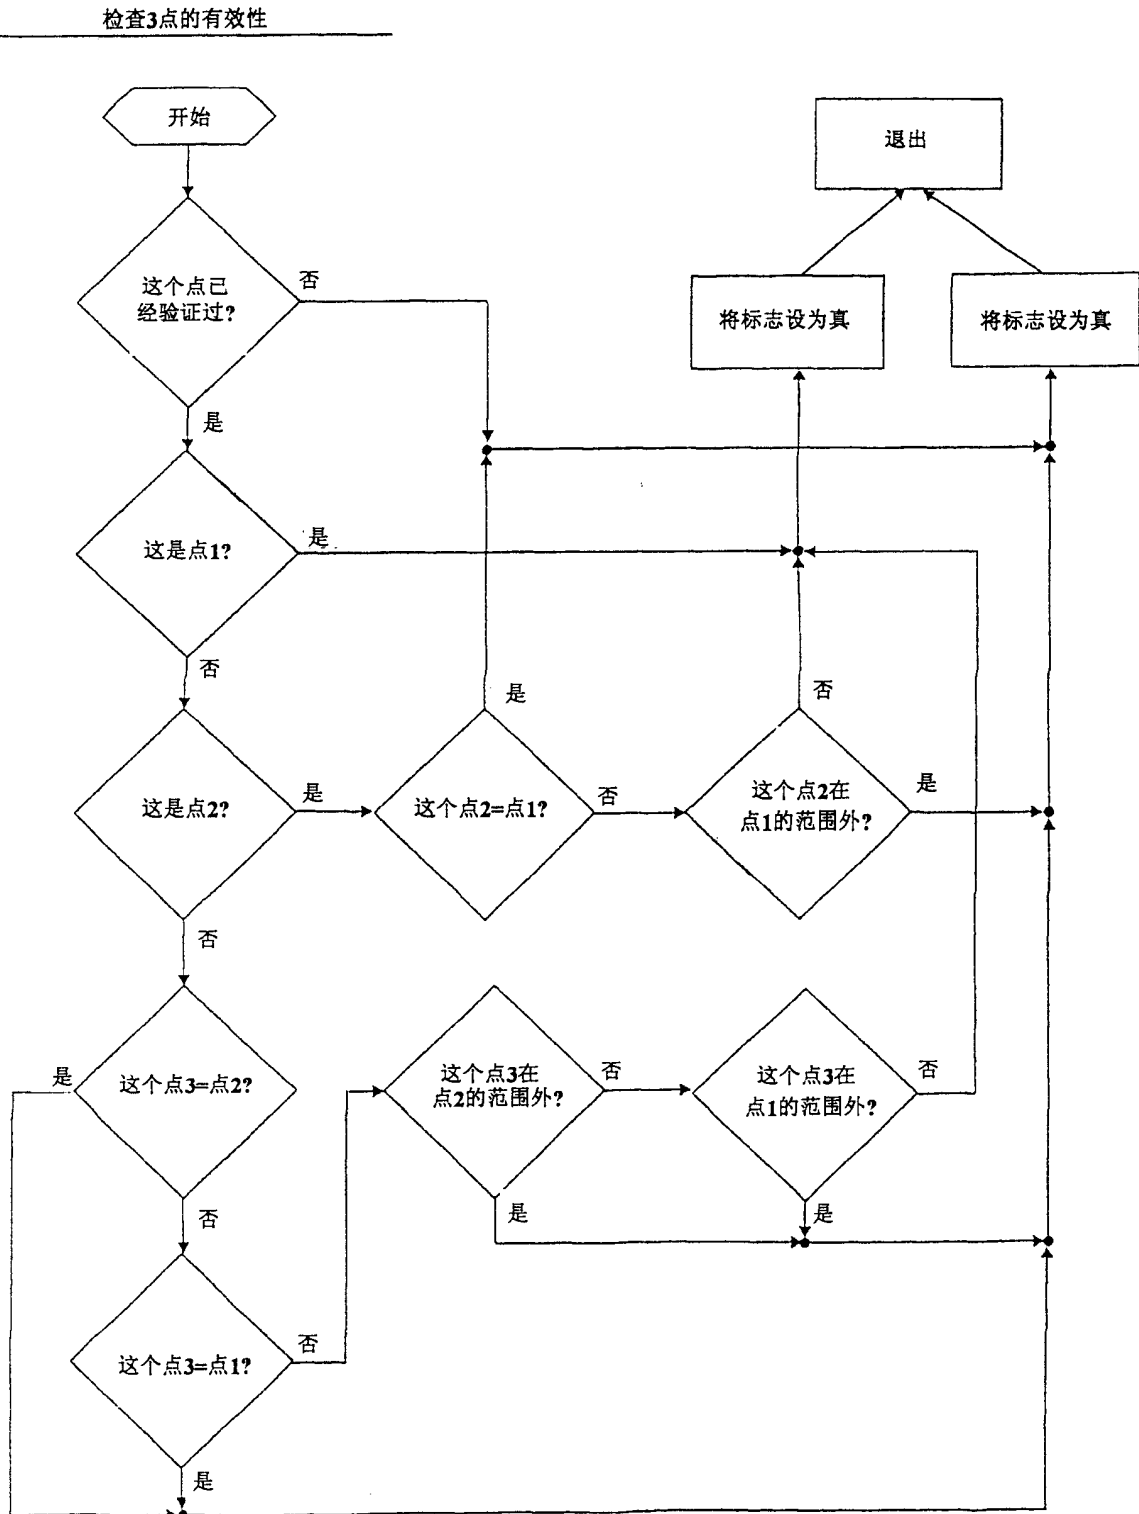 检查3点的有效性
开始
退出
这个点已
经验证过?
否
将标志设为真
将标志设为真
是
这是点1?
是
否
是
否
这是点2?
是
这个点2=点1?
否
这个点2在
点1的范围外?
是
否
是
这个点3=点2?
这个点3在
点2的范围外?
否
这个点3在
点1的范围外?
否
否
是
是
这个点3=点1?
否
是